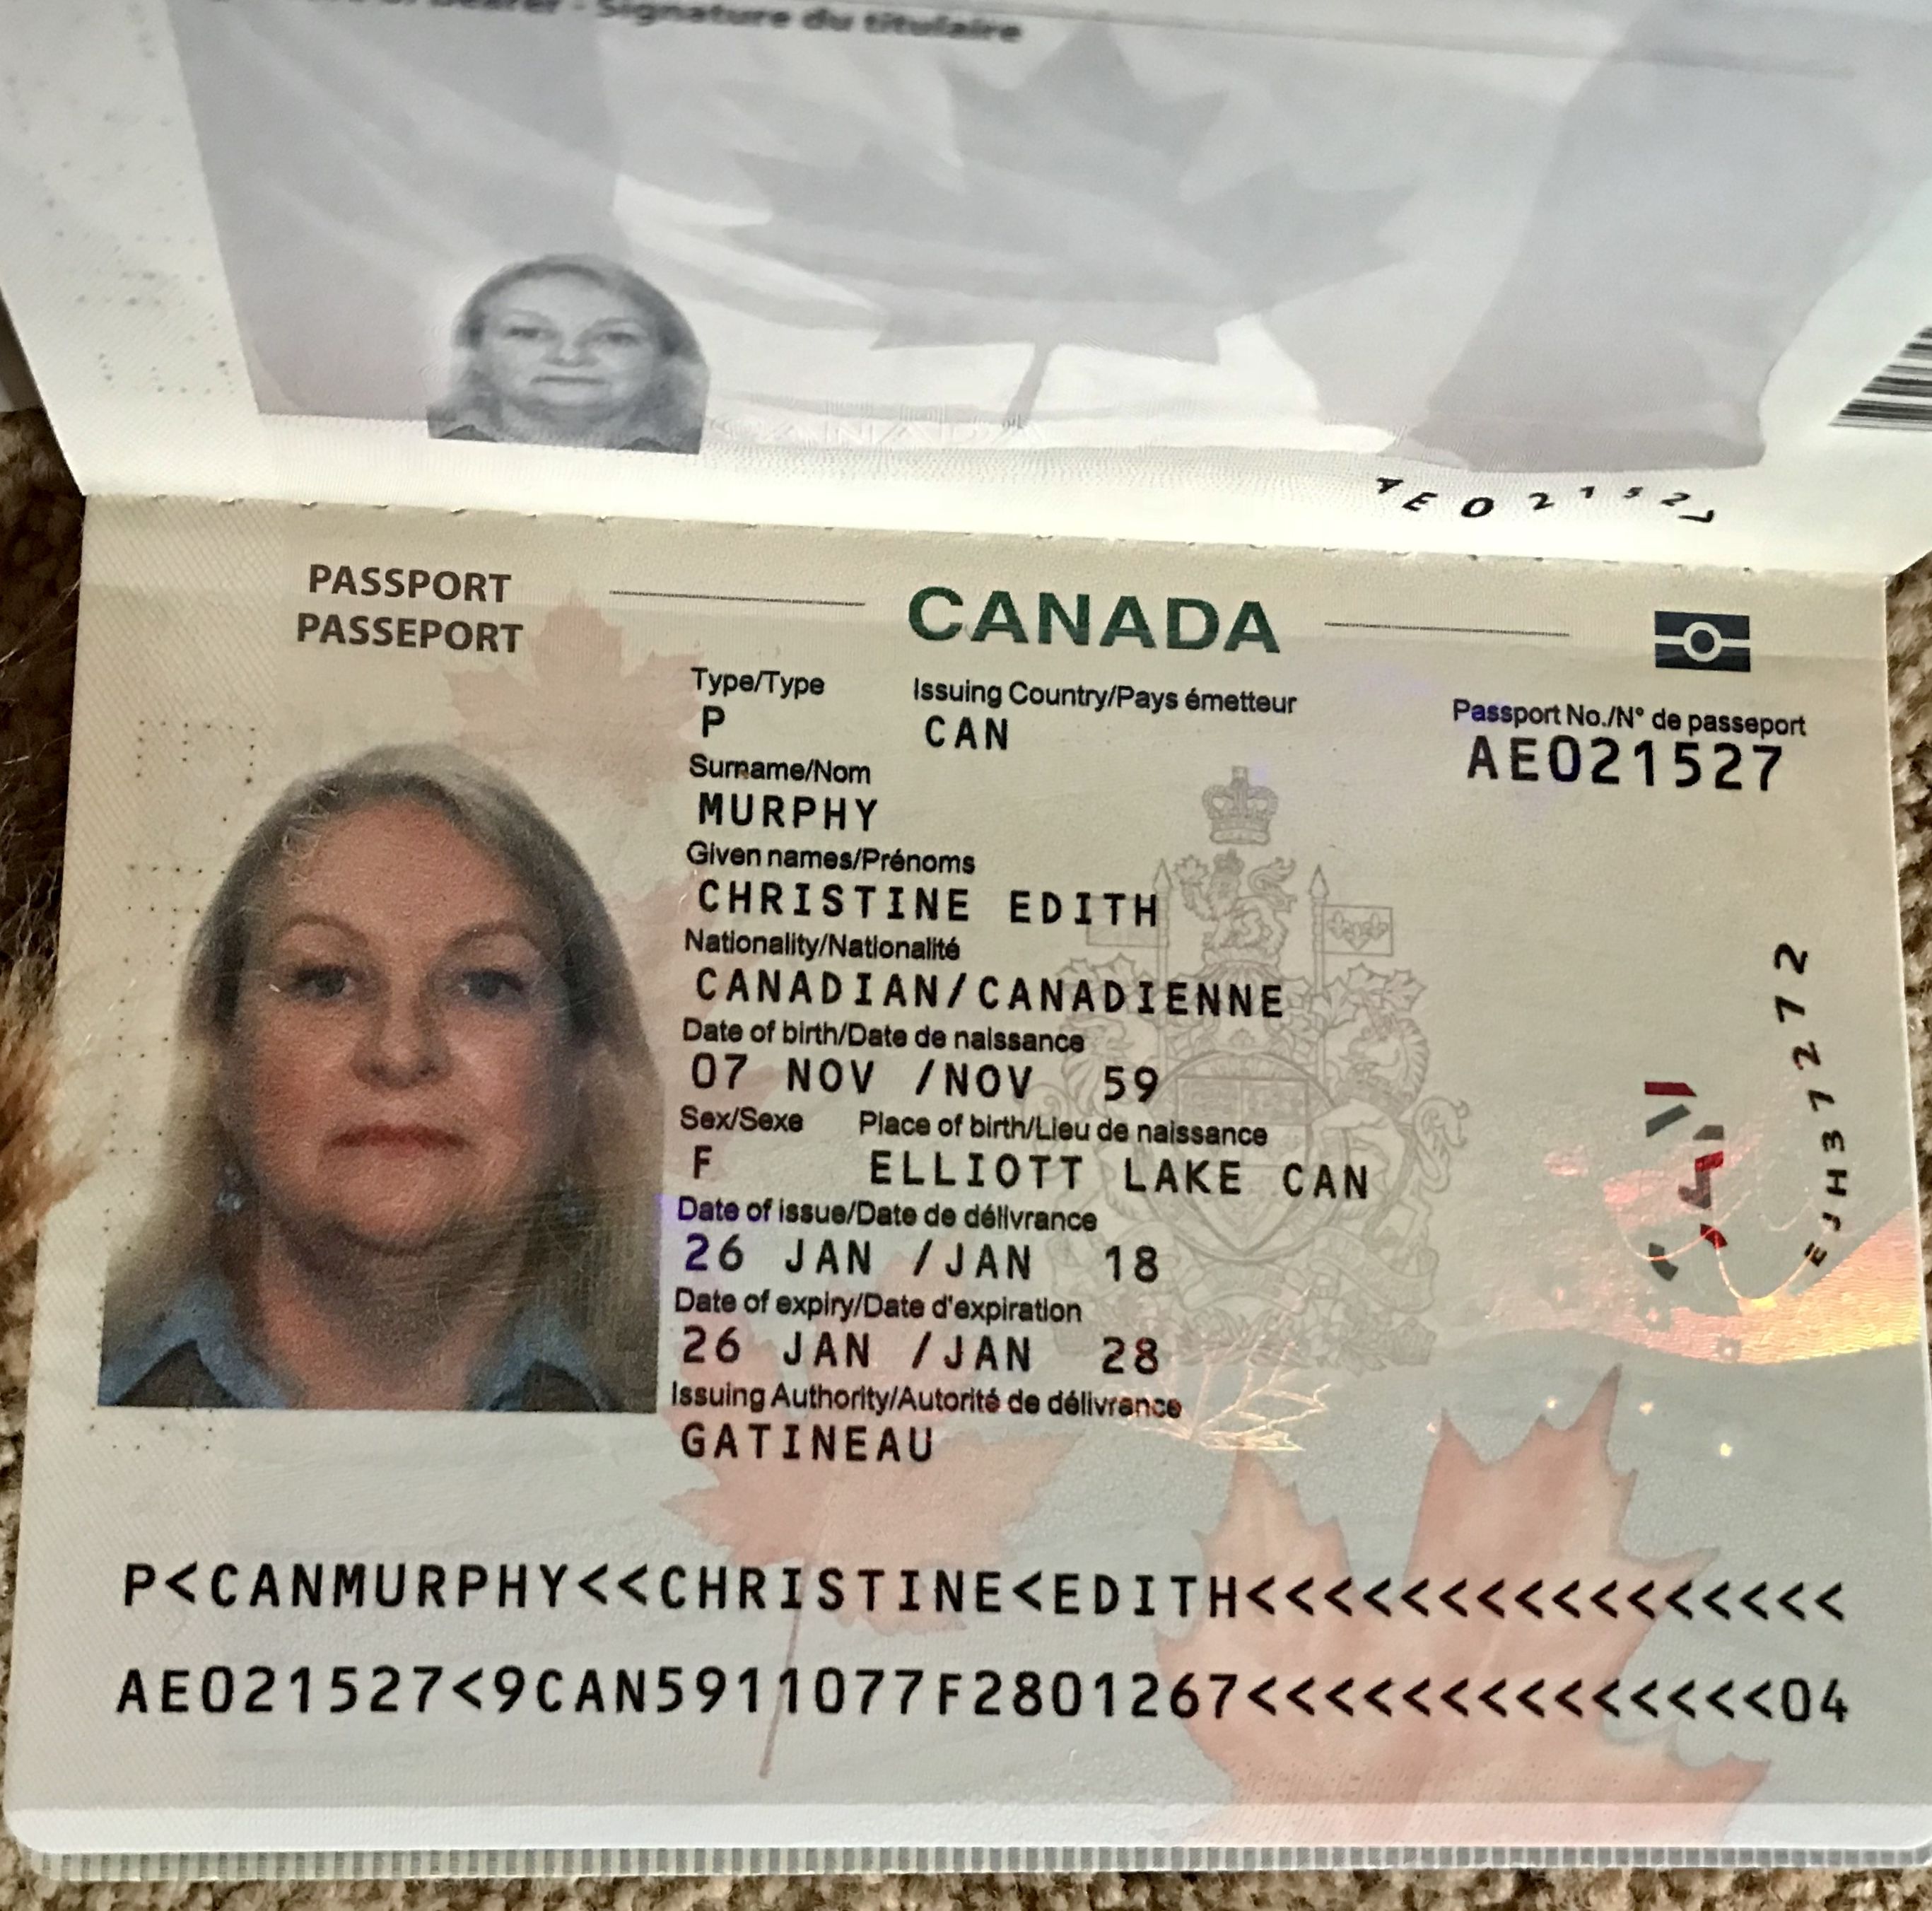 Signature du titulaire
CANADA
AE021527
PASSPORT
PASSEPORT
CANADA
Type/Type
Issuing Country/Pays émetteur
Passport No./N° de passeport
P
CAN
AE021527
Surname/Nom
MURPHY
Given names/Prénoms
CHRISTINE EDITH
Nationality/Nationalité
CANADIAN/CANADIENNE
Date of birth/Date de naissance
07 NOV /NOV 59
Sex/Sexe
Place of birth/Lieu de naissance
F
ELLIOTT LAKE CAN
Date of issue/Date de délivrance
26 JAN /JAN 18
Date of expiry/Date d'expiration
26 JAN /JAN 28
Issuing Authority/Autorité de délivrance
GATINEAU
EJH37272
P<CANMURPHY<<CHRISTINE<EDITH<<<<<<<<<<<<<<<<
AE021527<9CAN5911077F2801267<<<<<<<<<<<<<<04